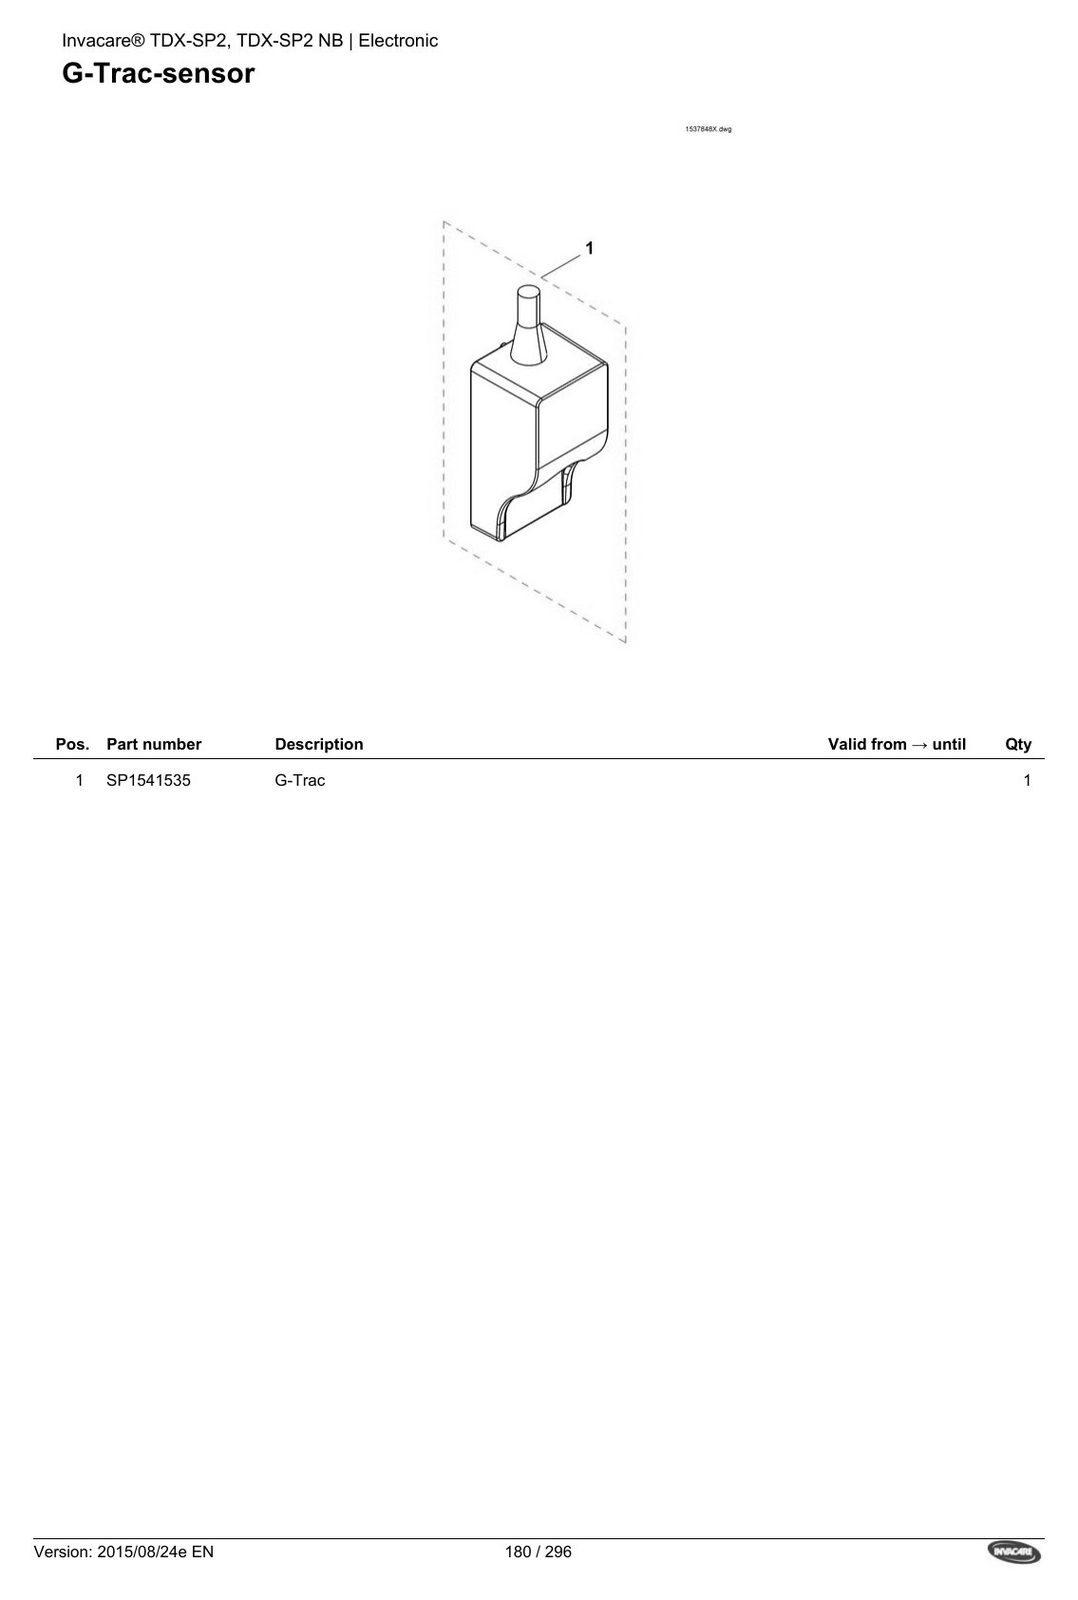 Invacare® TDX-SP2, TDX-SP2 NB | Electronic
G-Trac-sensor
1537848X.dwg
1
Pos. Part number Description Valid from → until Qty
1 SP1541535 G-Trac 1
Version: 2015/08/24e EN 180 / 296 INVACARE